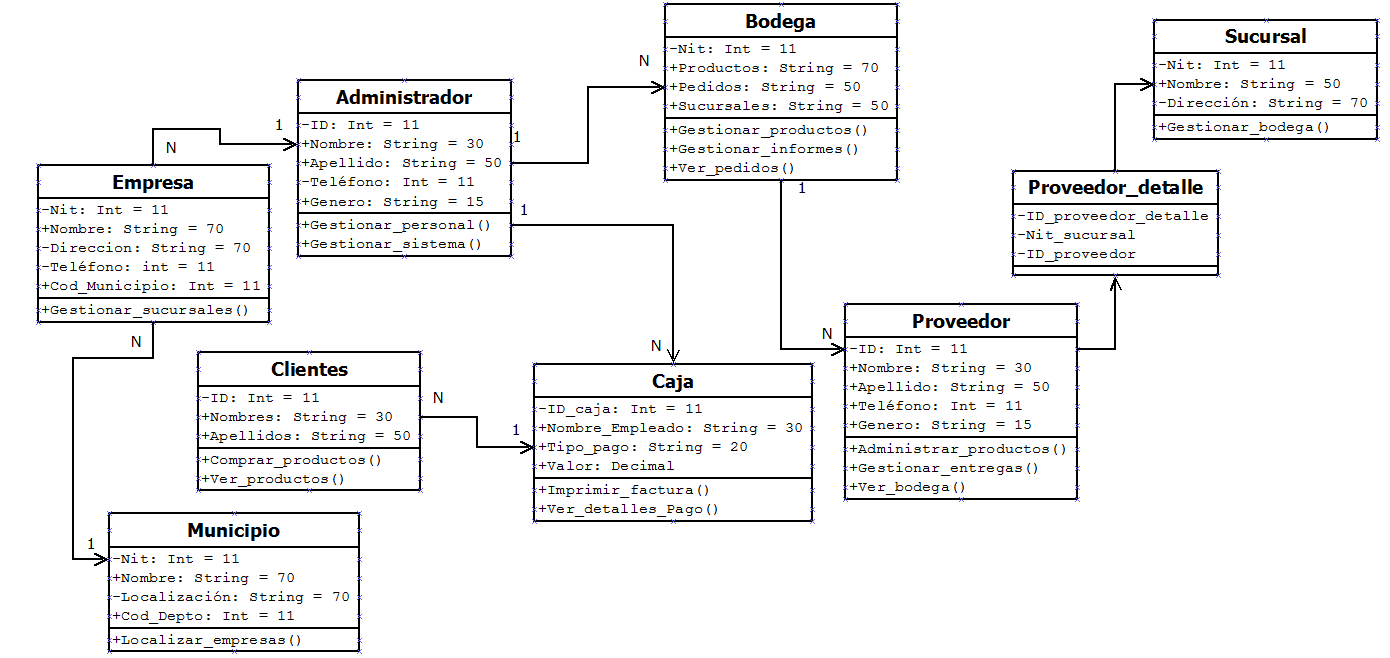 Bodega
-Nit: Int = 11
+Productos: String = 70
+Pedidos: String = 50
+Sucursales: String = 50
+Gestionar_productos()
+Gestionar_informes()
+Ver_pedidos()
Sucursal
-Nit: Int = 11
+Nombre: String = 50
-Dirección: String = 70
+Gestionar_bodega()
Administrador
-ID: Int = 11
+Nombre: String = 30
+Apellido: String = 50
-Teléfono: Int = 11
+Genero: String = 15
+Gestionar_personal()
+Gestionar_sistema()
N
1
1
N
1
1
Empresa
-Nit: Int = 11
+Nombre: String = 70
-Direccion: String = 70
-Teléfono: int = 11
+Cod_Municipio: Int = 11
+Gestionar_sucursales()
Proveedor_detalle
-ID_proveedor_detalle
-Nit_sucursal
-ID_proveedor
N
N
N
Proveedor
-ID: Int = 11
+Nombre: String = 30
+Apellido: String = 50
+Teléfono: Int = 11
+Genero: String = 15
+Administrar_productos()
+Gestionar_entregas()
+Ver_bodega()
Clientes
-ID: Int = 11
+Nombres: String = 30
+Apellidos: String = 50
+Comprar_productos()
+Ver_productos()
N
1
Caja
-ID_caja: Int = 11
+Nombre_Empleado: String = 30
+Tipo_pago: String = 20
+Valor: Decimal
+Imprimir_factura()
+Ver_detalles_Pago()
1
Municipio
-Nit: Int = 11
+Nombre: String = 70
-Localización: String = 70
+Cod_Depto: Int = 11
+Localizar_empresas()